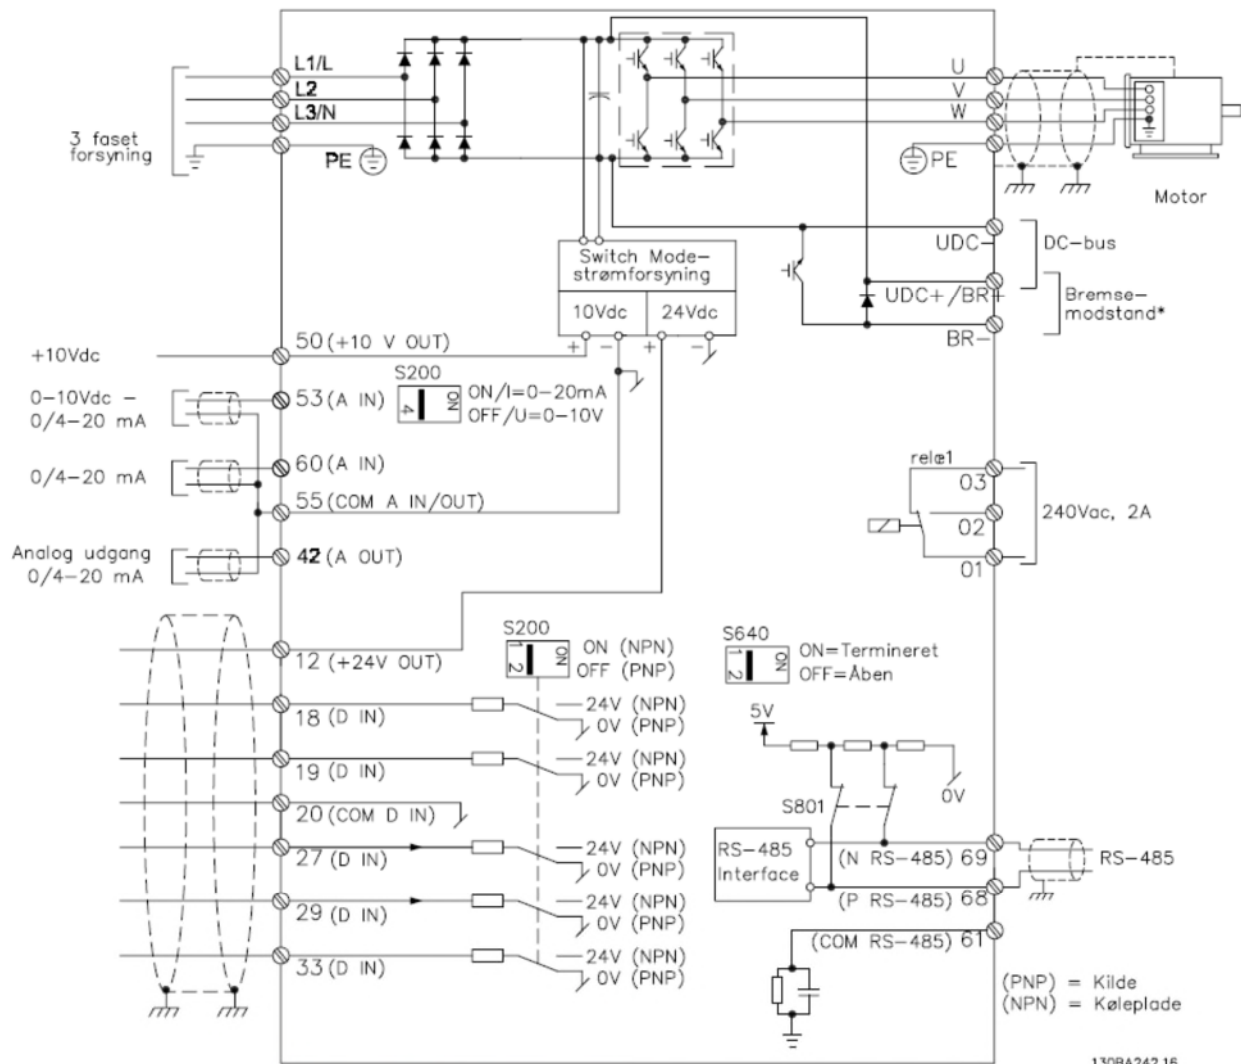 L1/L
L2
L3/N
3 faset
forsyning
PE
U
V
W
PE
Motor
UDC-
DC-bus
UDC+/BR+
Bremse-
modstand*
BR-
Switch Mode-
strømforsyning
10Vdc
24Vdc
+
-
+
-
+10Vdc
50 (+10 V OUT)
S200
ON
4
ON/I=0-20mA
OFF/U=0-10V
0-10Vdc -
0/4-20 mA
53 (A IN)
0/4-20 mA
60 (A IN)
55 (COM A IN/OUT)
Analog udgang
0/4-20 mA
42 (A OUT)
relæ1
03
02
01
240Vac, 2A
12 (+24V OUT)
S200
ON
1 2
ON (NPN)
OFF (PNP)
18 (D IN)
24V (NPN)
0V (PNP)
19 (D IN)
24V (NPN)
0V (PNP)
20 (COM D IN)
27 (D IN)
24V (NPN)
0V (PNP)
29 (D IN)
24V (NPN)
0V (PNP)
33 (D IN)
24V (NPN)
0V (PNP)
S640
ON
1 2
ON=Termineret
OFF=Åben
5V
S801
0V
RS-485
Interface
(N RS-485) 69
RS-485
(P RS-485) 68
(COM RS-485) 61
(PNP) = Kilde
(NPN) = Køleplade
130BA242.16